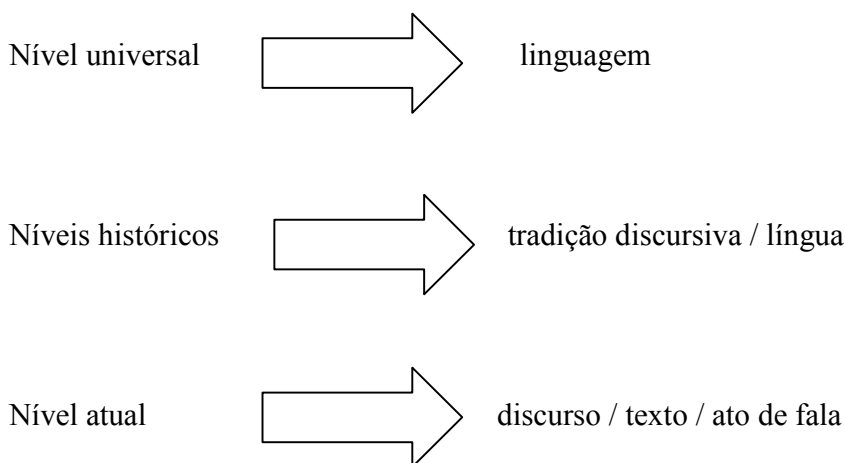 Nível universal linguagem
Níveis históricos tradição discursiva / língua
Nível atual discurso / texto / ato de fala